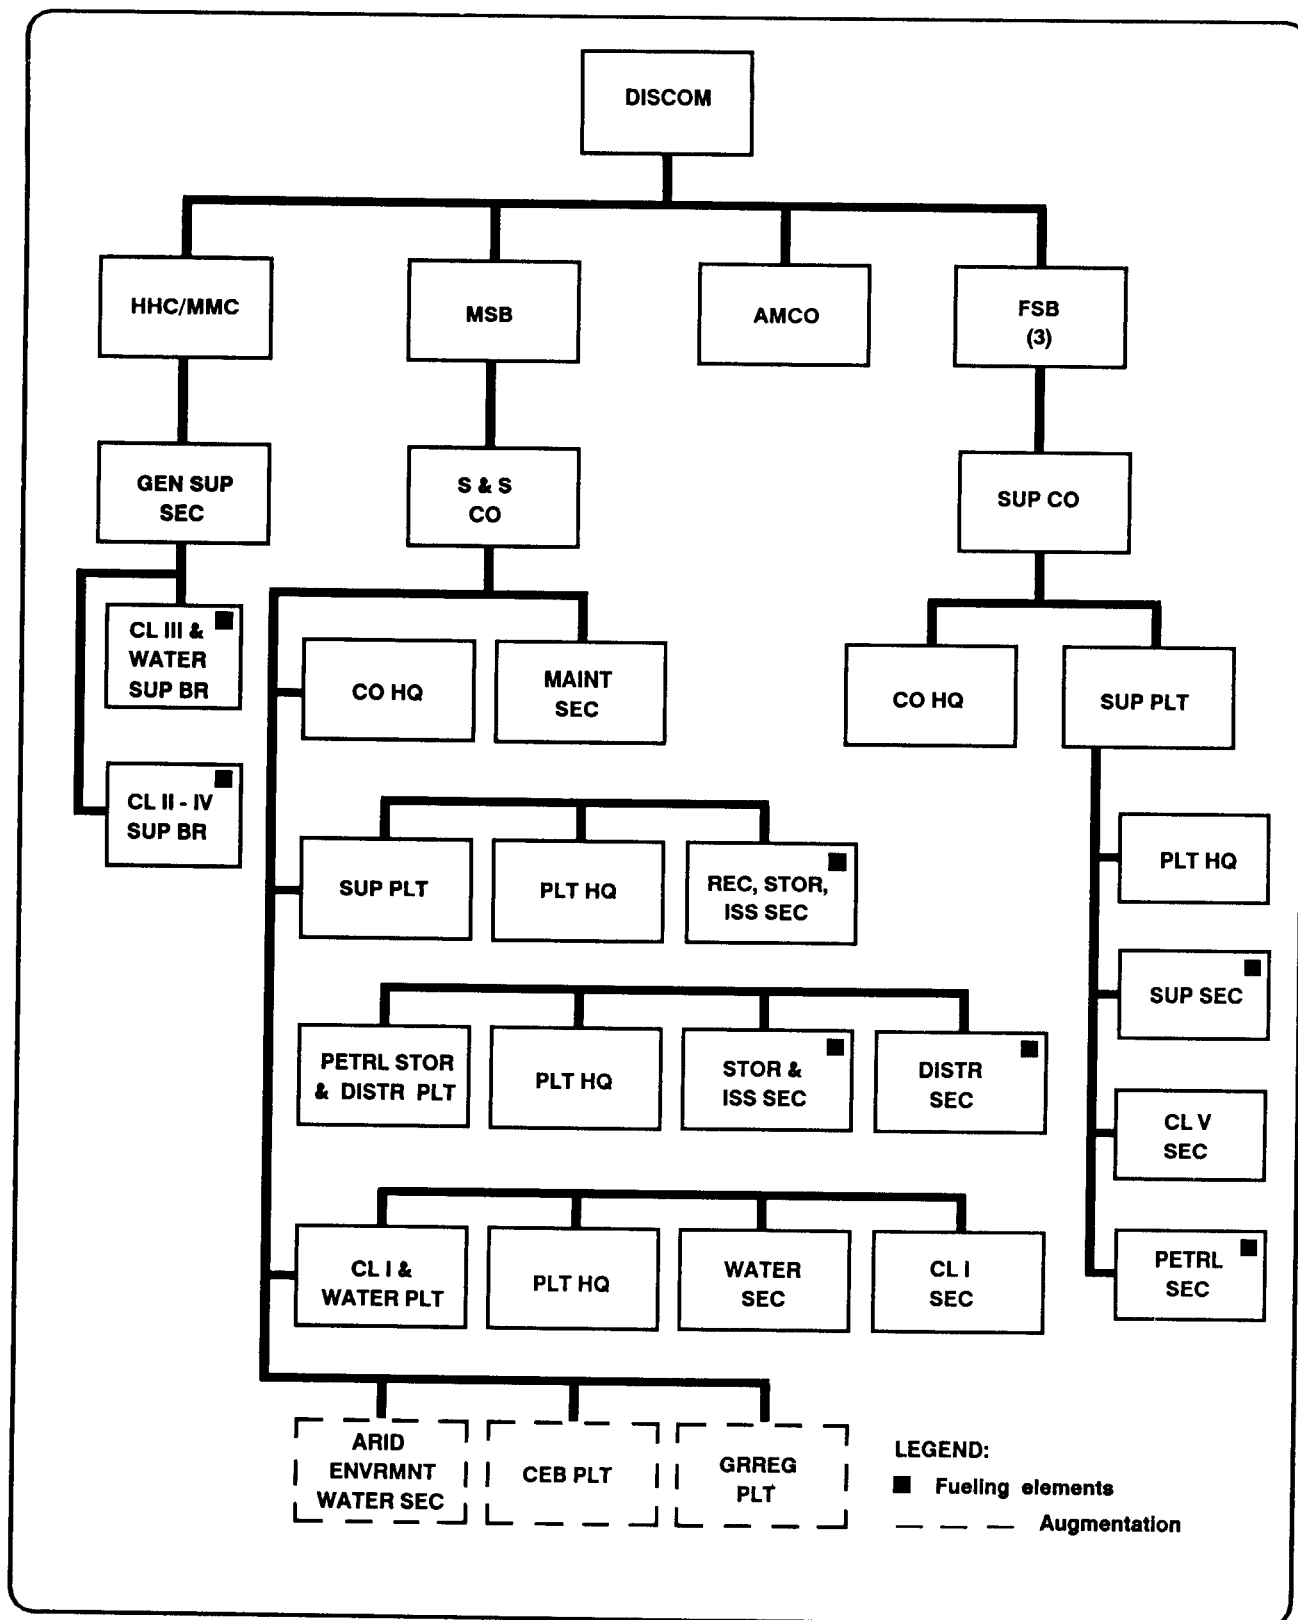 DISCOM
HHC/MMC
MSB
AMCO
FSB
(3)
GEN SUP
SEC
S & S
CO
SUP CO
CL III &
WATER
SUP BR
CL II - IV
SUP BR
CO HQ
MAINT
SEC
CO HQ
SUP PLT
SUP PLT
PLT HQ
REC, STOR,
ISS SEC
PLT HQ
SUP SEC
CL V
SEC
PETRL
SEC
PETRL STOR
& DISTR PLT
PLT HQ
STOR &
ISS SEC
DISTR
SEC
CL I &
WATER PLT
PLT HQ
WATER
SEC
CL I
SEC
ARID
ENVRMNT
WATER SEC
CEB PLT
GRREG
PLT
LEGEND:
Fueling elements
Augmentation